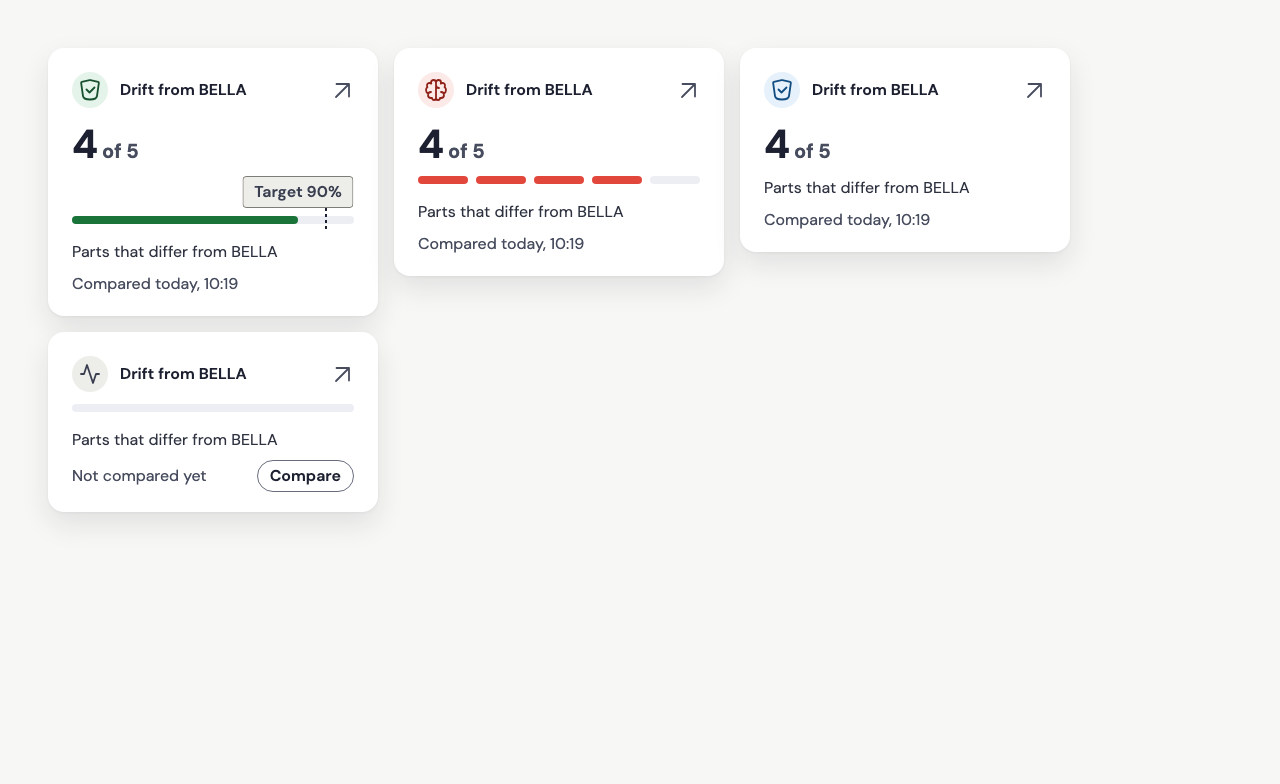 Drift from BELLA
4 of 5
Target 90%
Parts that differ from BELLA
Compared today, 10:19
Drift from BELLA
4 of 5
Parts that differ from BELLA
Compared today, 10:19
Drift from BELLA
4 of 5
Parts that differ from BELLA
Compared today, 10:19
Drift from BELLA
Parts that differ from BELLA
Not compared yet
Compare